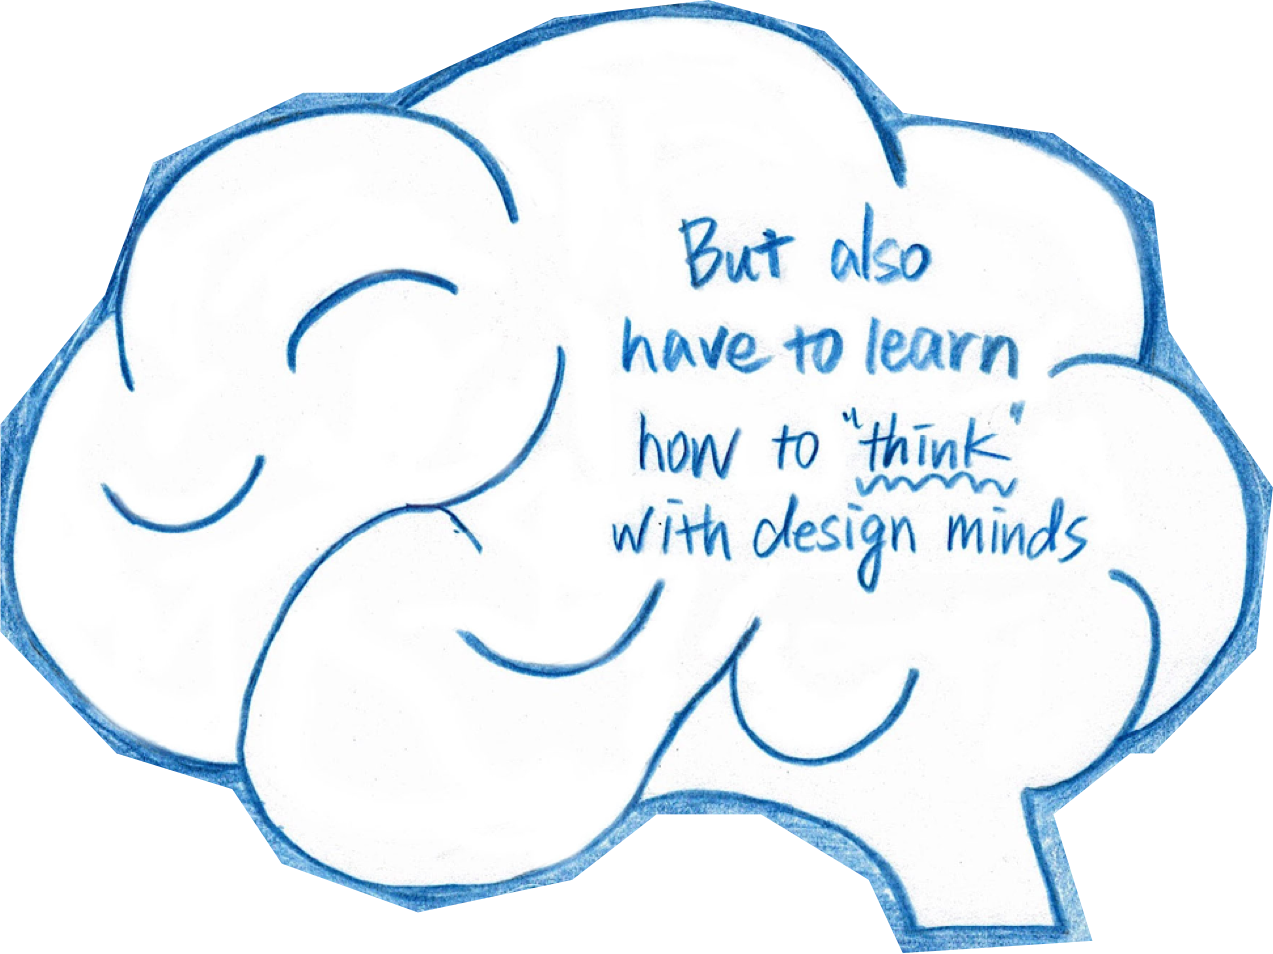 But also
have to learn
how to "think"
with design minds